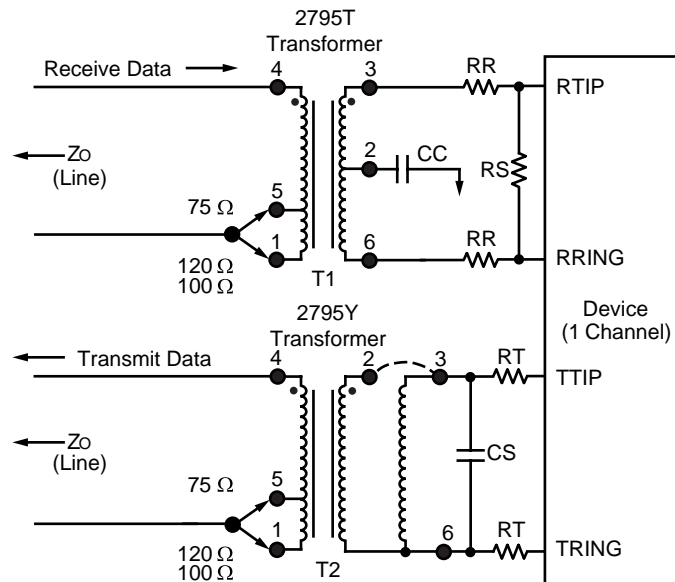 2795T
Transformer
Receive Data
4
3
RR
RTIP
ZO
(Line)
2
CC
RS
75 Ω
5
1
6
RR
RRING
120 Ω
100 Ω
T1
2795Y
Transformer
Device
(1 Channel)
Transmit Data
4
2
3
RT
TTIP
ZO
(Line)
75 Ω
5
CS
1
6
RT
TRING
120 Ω
100 Ω
T2